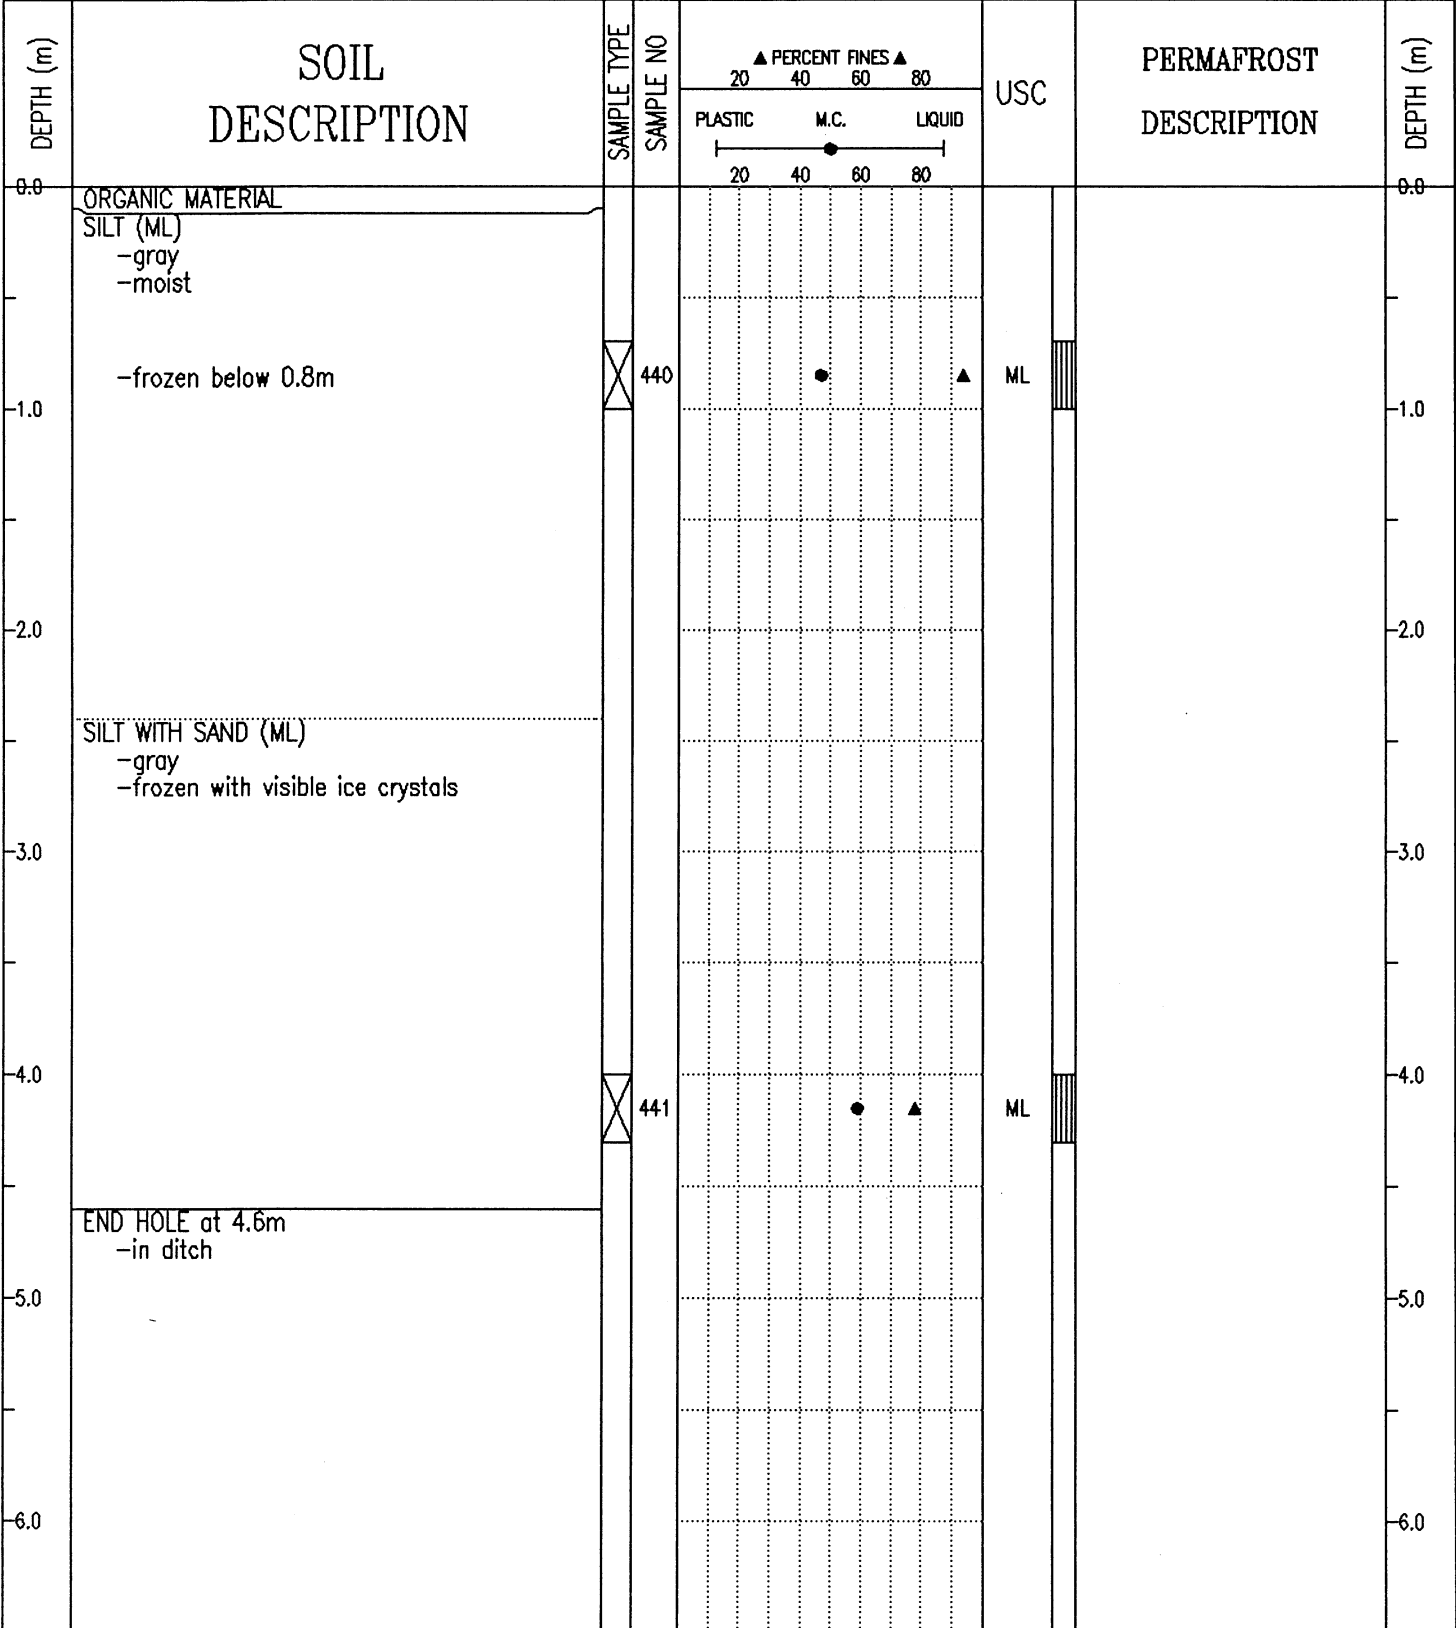 DEPTH (m)
SOIL
DESCRIPTION
SAMPLE TYPE
SAMPLE NO
▲ PERCENT FINES ▲
20 40 60 80
PLASTIC M.C. LIQUID
20 40 60 80
USC
PERMAFROST
DESCRIPTION
DEPTH (m)
0.0 0.0
ORGANIC MATERIAL
SILT (ML)
-gray
-moist
-frozen below 0.8m 440 ML
1.0 1.0
2.0 2.0
SILT WITH SAND (ML)
-gray
-frozen with visible ice crystals
3.0 3.0
4.0 4.0
441 ML
END HOLE at 4.6m
-in ditch
5.0 5.0
6.0 6.0